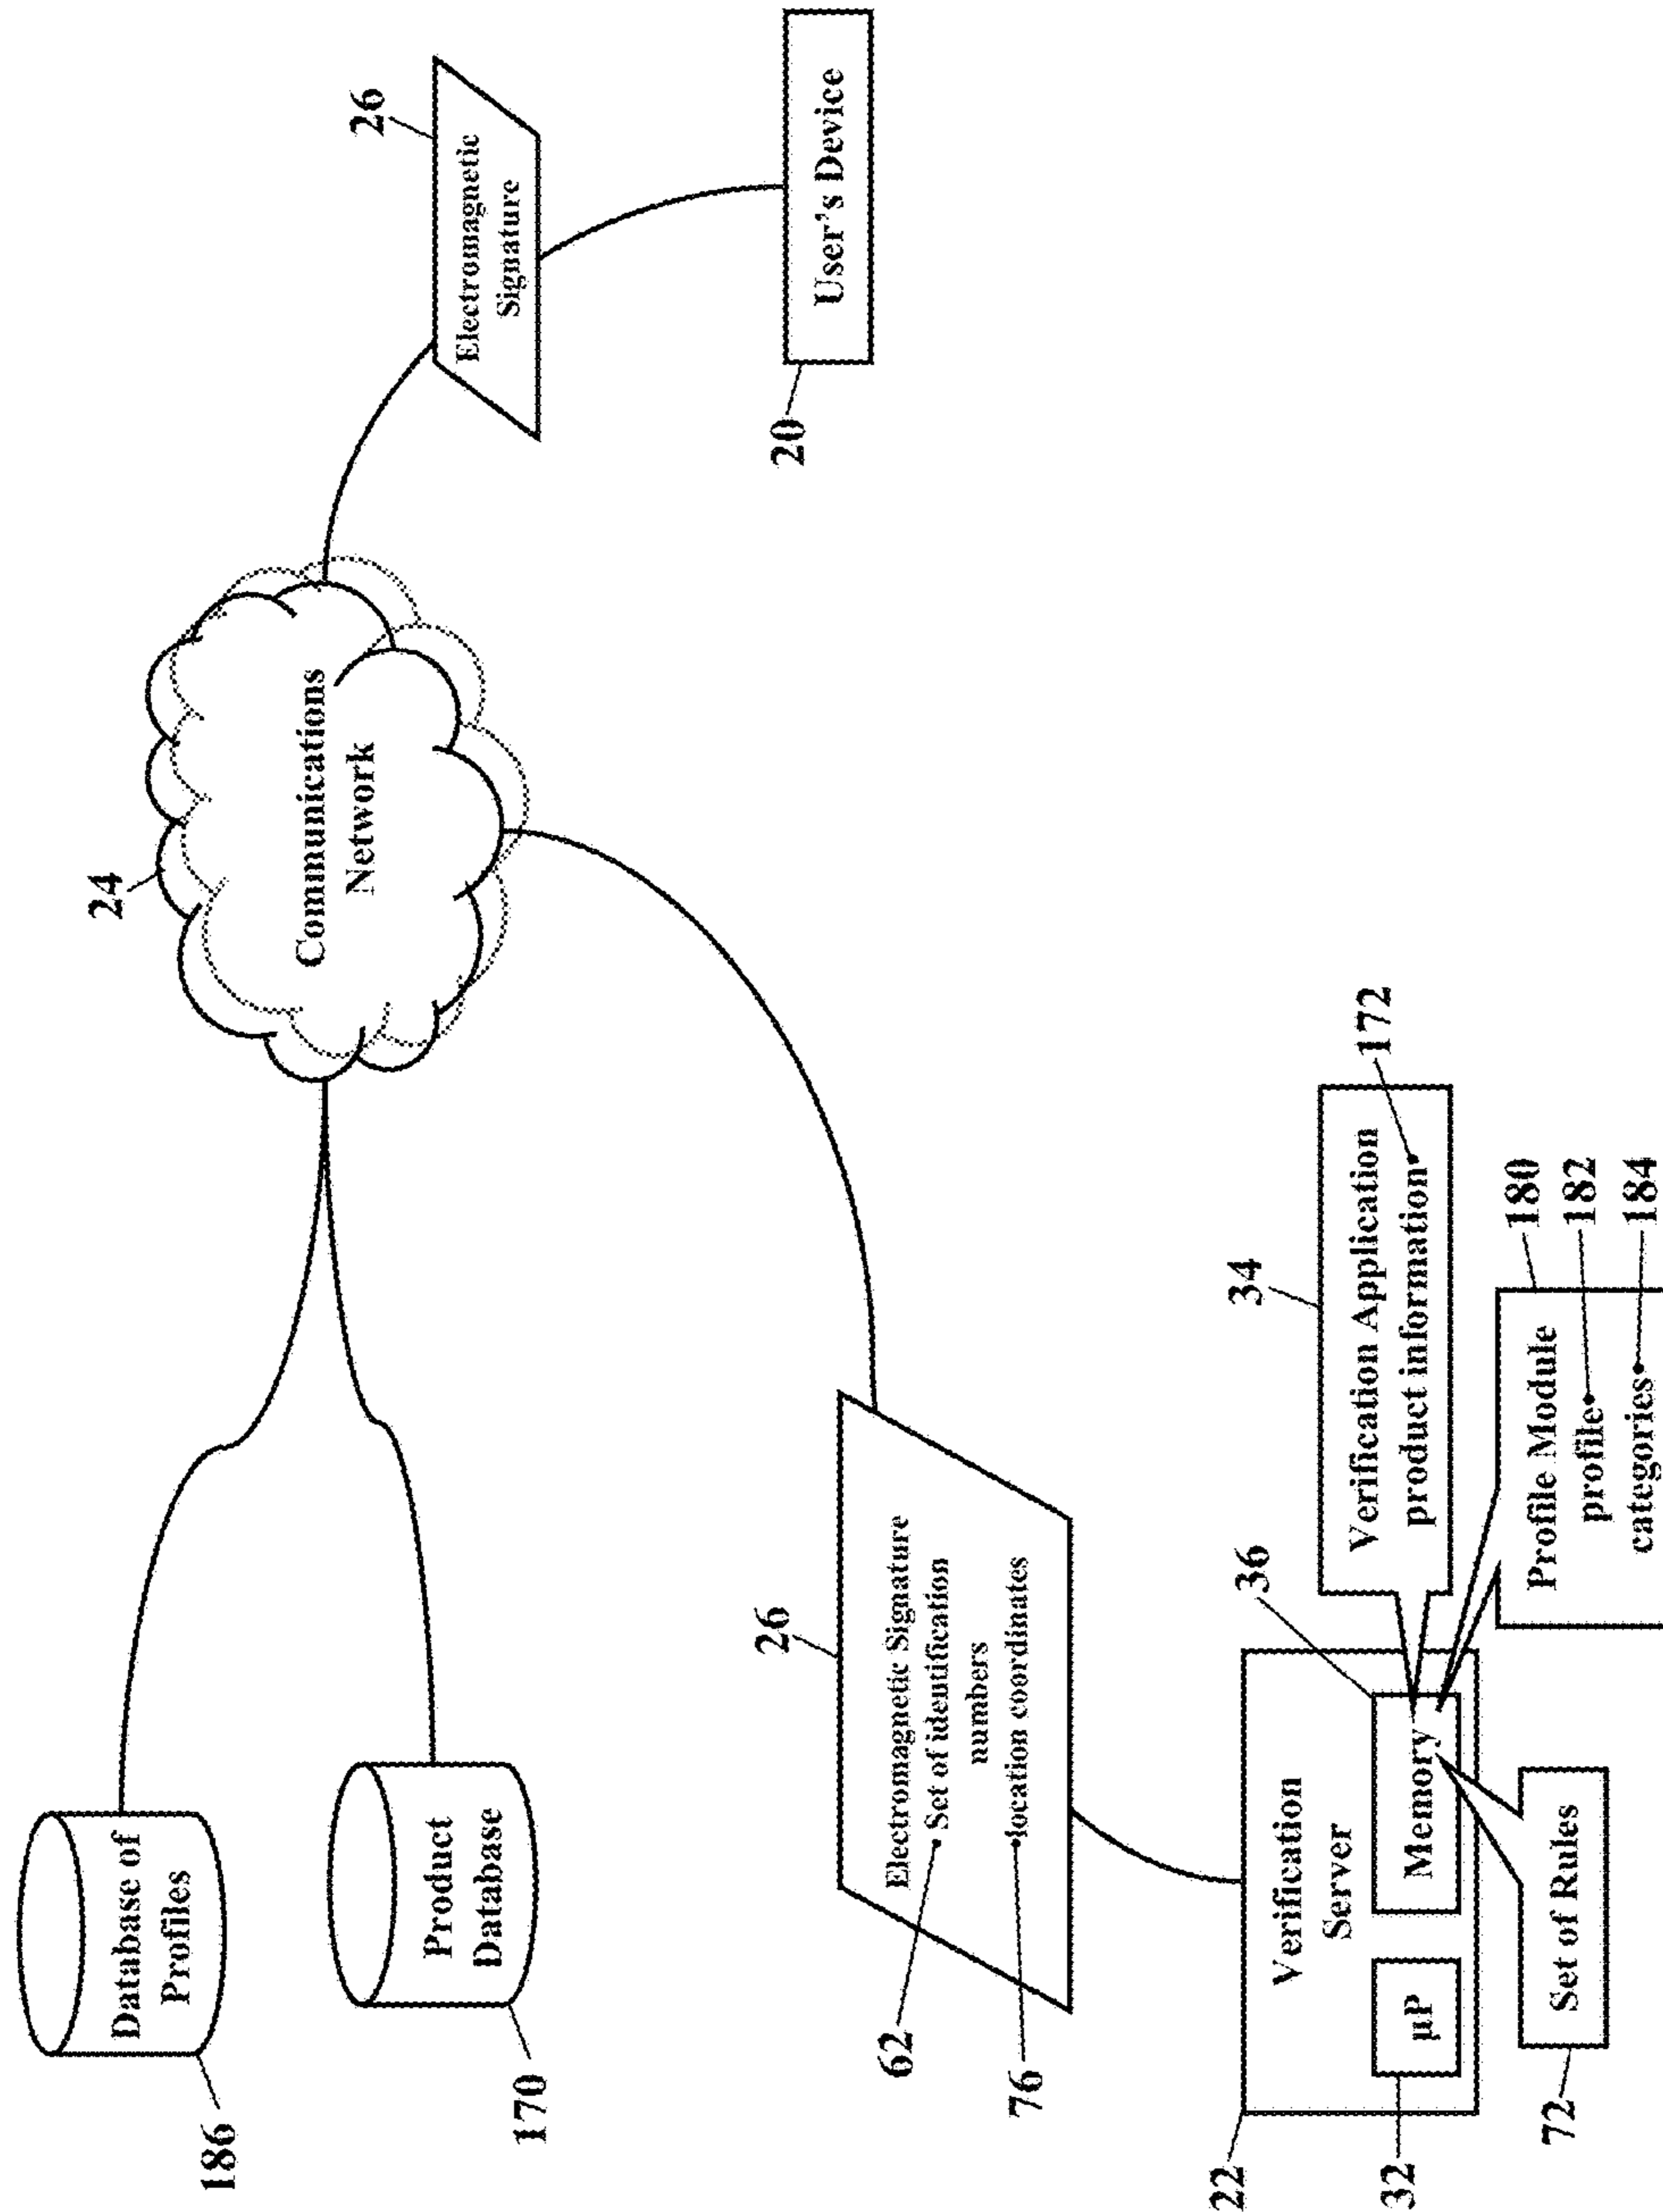 186
Database of
Profiles
170
Product
Database
24
Communications
Network
26
Electromagnetic
Signature
20
User's Device
26
Electromagnetic Signature
62
Set of identification
numbers
76
location coordinates
22
Verification
Server
32
µP
36
Memory
72
Set of Rules
34
Verification Application
product information
172
180
Profile Module
profile
182
categories
184